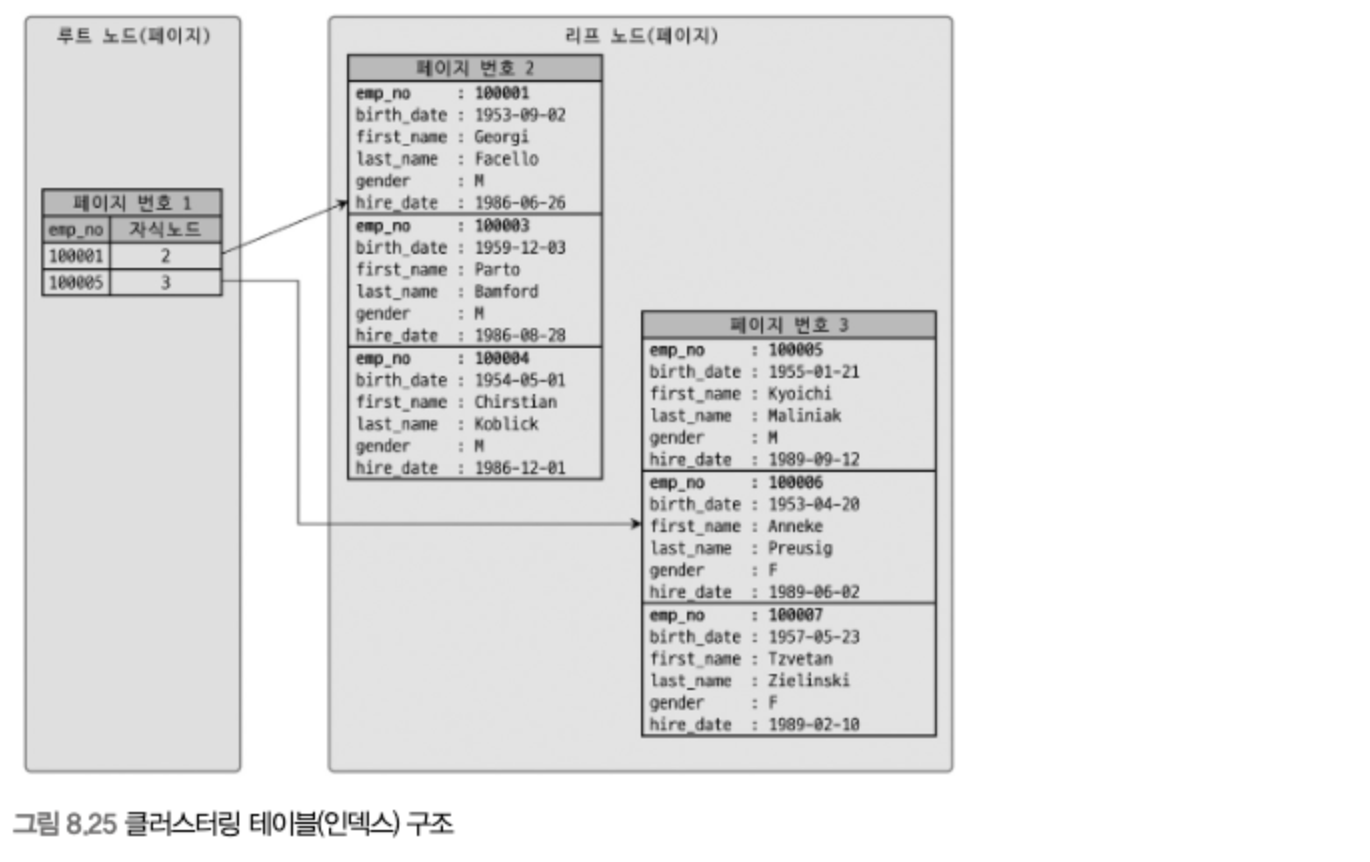 루트 노드(페이지)
페이지 번호 1
emp_no 자식노드
100001 2
100005 3
리프 노드(페이지)
페이지 번호 2
emp_no : 100001
birth_date : 1953-09-02
first_name : Georgi
last_name : Facello
gender : M
hire_date : 1986-06-26
emp_no : 100003
birth_date : 1959-12-03
first_name : Parto
last_name : Bamford
gender : M
hire_date : 1986-08-28
emp_no : 100004
birth_date : 1954-05-01
first_name : Chirstian
last_name : Koblick
gender : M
hire_date : 1986-12-01
페이지 번호 3
emp_no : 100005
birth_date : 1955-01-21
first_name : Kyoichi
last_name : Maliniak
gender : M
hire_date : 1989-09-12
emp_no : 100006
birth_date : 1953-04-20
first_name : Anneke
last_name : Preusig
gender : F
hire_date : 1989-06-02
emp_no : 100007
birth_date : 1957-05-23
first_name : Tzvetan
last_name : Zielinski
gender : F
hire_date : 1989-02-10
그림 8.25 클러스터링 테이블(인덱스) 구조